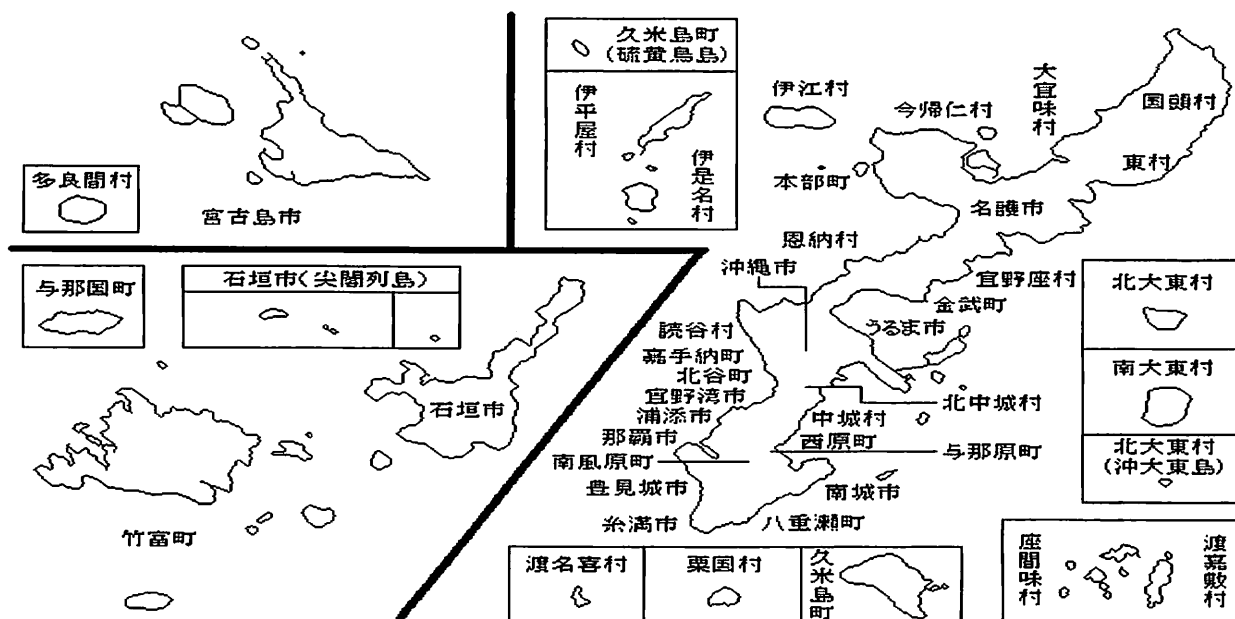 多良間村
宮古島市
久米島町
(硫黄鳥島)
伊平屋村
伊是名村
伊江村
今帰仁村
大宜味村
国頭村
東村
本部町
名護市
恩納村
沖縄市
宜野座村
金武町
うるま市
読谷村
嘉手納町
北谷町
宜野湾市
浦添市
那覇市
南風原町
豊見城市
糸満市
北中城村
中城村
西原町
与那原町
南城市
八重瀬町
与那国町
石垣市(尖閣列島)
石垣市
竹富町
北大東村
南大東村
北大東村
(沖大東島)
渡名喜村
粟国村
久米島町
座間味村
渡嘉敷村